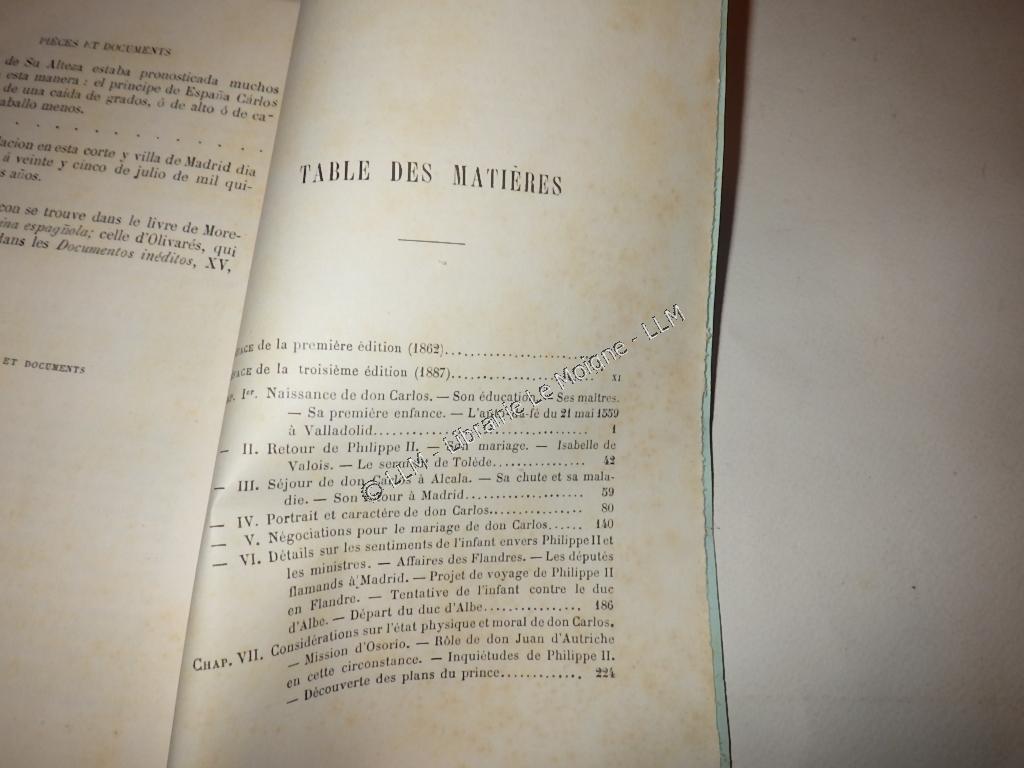 PIÈCES ET DOCUMENTS
de Su Alteza estaba pronosticada muchos
esta manera : el príncipe de España Cárlos
de una caida de grados, ó de alto ó de ca-
aballo menos.
lacion en esta corte y villa de Madrid dia
á veinte y cinco de julio de mil qui-
s años.
con se trouve dans le livre de More-
ina española; celle d'Olivarés, qui
dans les Documentos inéditos, XV,
ET DOCUMENTS
TABLE DES MATIÈRES
FACE de la première édition (1862)
FACE de la troisième édition (1887) XI
Ier. Naissance de don Carlos. — Son éducation. — Ses maîtres.
— Sa première enfance. — L'auto-da-fé du 21 mai 1559
à Valladolid 1
— II. Retour de Philippe II. — Son mariage. — Isabelle de
Valois. — Le serment de Tolède 42
— III. Séjour de don Carlos à Alcala. — Sa chute et sa mala-
die. — Son retour à Madrid 59
— IV. Portrait et caractère de don Carlos 80
— V. Négociations pour le mariage de don Carlos 140
— VI. Détails sur les sentiments de l'infant envers Philippe II et
les ministres. — Affaires des Flandres. — Les députés
flamands à Madrid. — Projet de voyage de Philippe II
en Flandre. — Tentative de l'infant contre le duc
d'Albe. — Départ du duc d'Albe 186
CHAP. VII. Considérations sur l'état physique et moral de don Carlos.
— Mission d'Osorio. — Rôle de don Juan d'Autriche
en cette circonstance. — Inquiétudes de Philippe II.
— Découverte des plans du prince 224
© LLM - Librairie Le Moigne - LLM